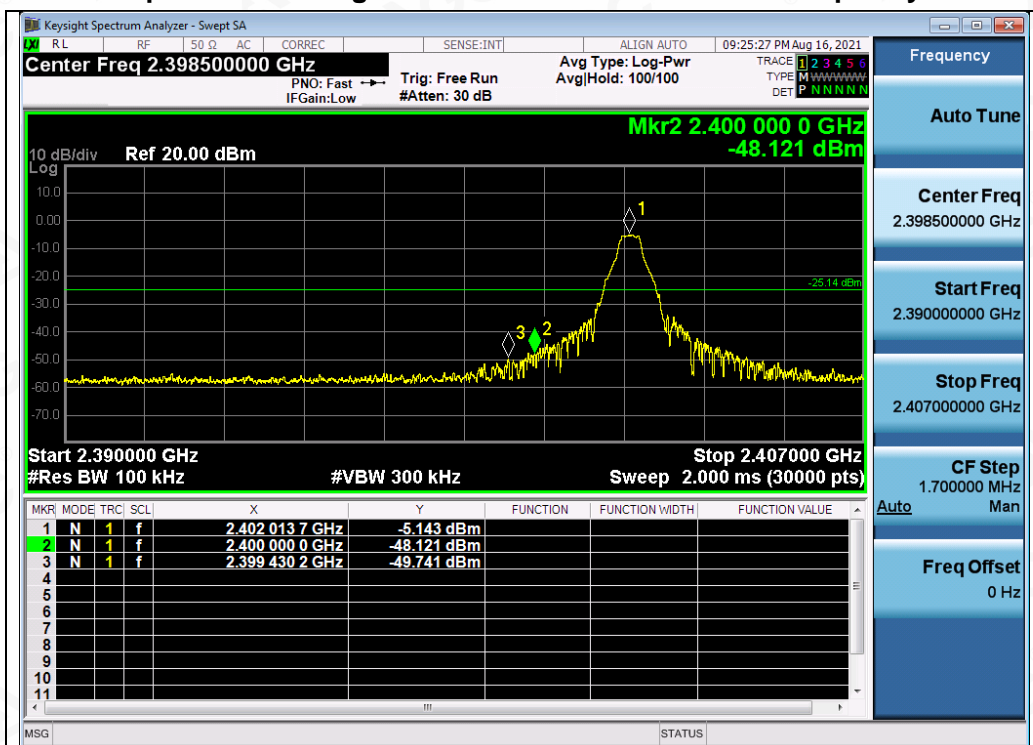 Keysight Spectrum Analyzer - Swept SA
LXI RL RF 50 Ω AC CORREC SENSE:INT ALIGN AUTO 09:25:27 PM Aug 16, 2021
Center Freq 2.398500000 GHz
PNO: Fast
IFGain:Low
Trig: Free Run
#Atten: 30 dB
Avg Type: Log-Pwr
Avg|Hold: 100/100
TRACE 1 2 3 4 5 6
TYPE M WWWWW
DET P N N N N N
Mkr2 2.400 000 0 GHz
-48.121 dBm
10 dB/div Ref 20.00 dBm
Log
10.0
0.00
-10.0
-20.0
-30.0
-40.0
-50.0
-60.0
-70.0
1
-25.14 dBm
3 2
Start 2.390000 GHz Stop 2.407000 GHz
#Res BW 100 kHz #VBW 300 kHz Sweep 2.000 ms (30000 pts)
MKR MODE TRC SCL X Y FUNCTION FUNCTION WIDTH FUNCTION VALUE
1 N 1 f 2.402 013 7 GHz -5.143 dBm
2 N 1 f 2.400 000 0 GHz -48.121 dBm
3 N 1 f 2.399 430 2 GHz -49.741 dBm
4
5
6
7
8
9
10
11
MSG STATUS
Frequency
Auto Tune
Center Freq
2.398500000 GHz
Start Freq
2.390000000 GHz
Stop Freq
2.407000000 GHz
CF Step
1.700000 MHz
Auto Man
Freq Offset
0 Hz